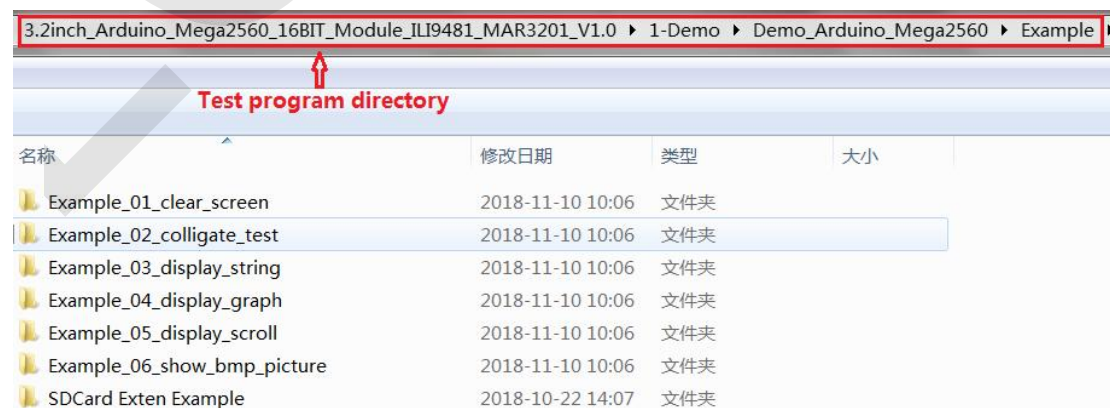 3.2inch_Arduino_Mega2560_16BIT_Module_ILI9481_MAR3201_V1.0 ▸ 1-Demo ▸ Demo_Arduino_Mega2560 ▸ Example
Test program directory
名称 修改日期 类型 大小
Example_01_clear_screen 2018-11-10 10:06 文件夹
Example_02_colligate_test 2018-11-10 10:06 文件夹
Example_03_display_string 2018-11-10 10:06 文件夹
Example_04_display_graph 2018-11-10 10:06 文件夹
Example_05_display_scroll 2018-11-10 10:06 文件夹
Example_06_show_bmp_picture 2018-11-10 10:06 文件夹
SDCard Exten Example 2018-10-22 14:07 文件夹